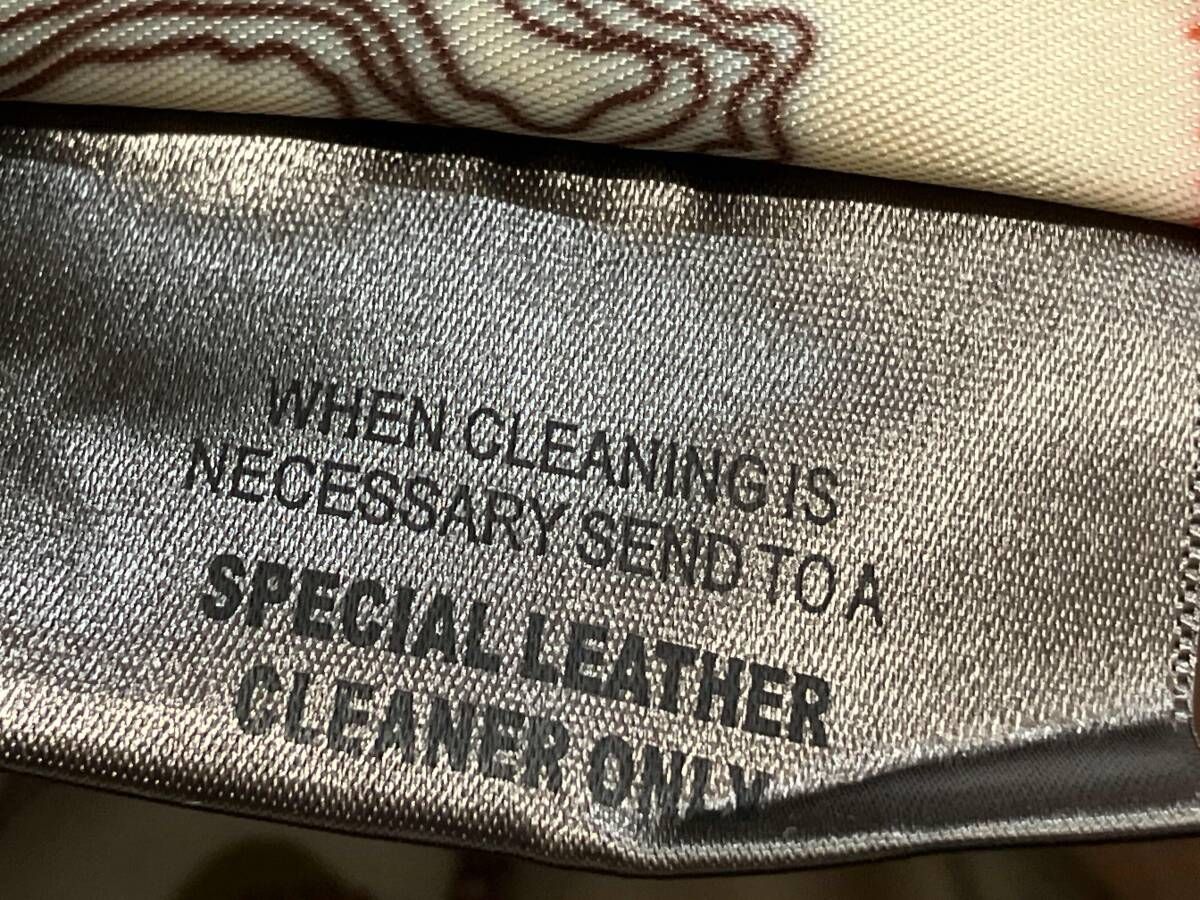 WHEN CLEANING IS
NECESSARY SEND TO A
SPECIAL LEATHER
CLEANER ONLY